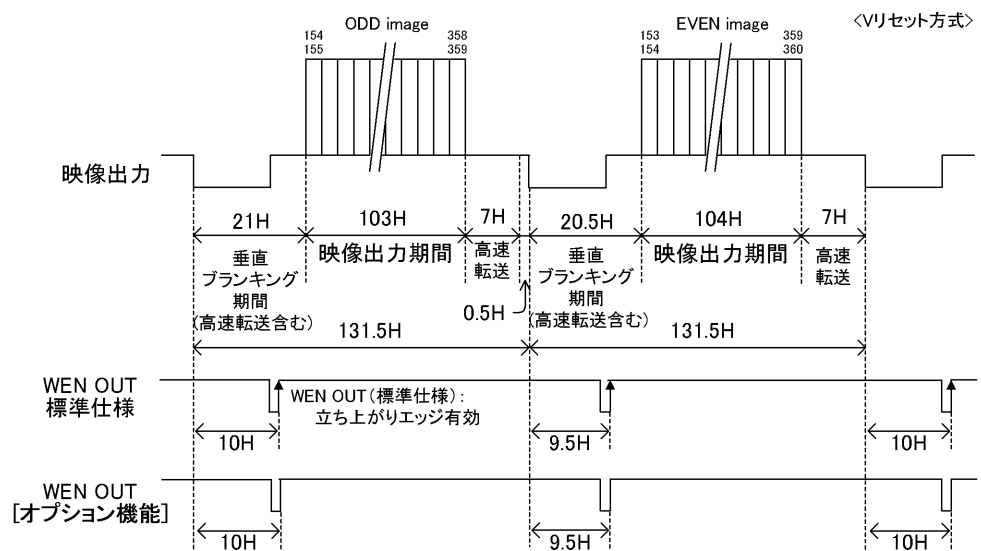 ODD image
EVEN image
〈Vリセット方式〉
154
155
358
359
153
154
359
360
映像出力
21H
103H
7H
20.5H
104H
7H
垂直
ブランキング
期間
(高速転送含む)
映像出力期間
高速
転送
0.5H
垂直
ブランキング
期間
(高速転送含む)
映像出力期間
高速
転送
131.5H
131.5H
WEN OUT
標準仕様
WEN OUT(標準仕様):
立ち上がりエッジ有効
10H
9.5H
10H
WEN OUT
[オプション機能]
10H
9.5H
10H